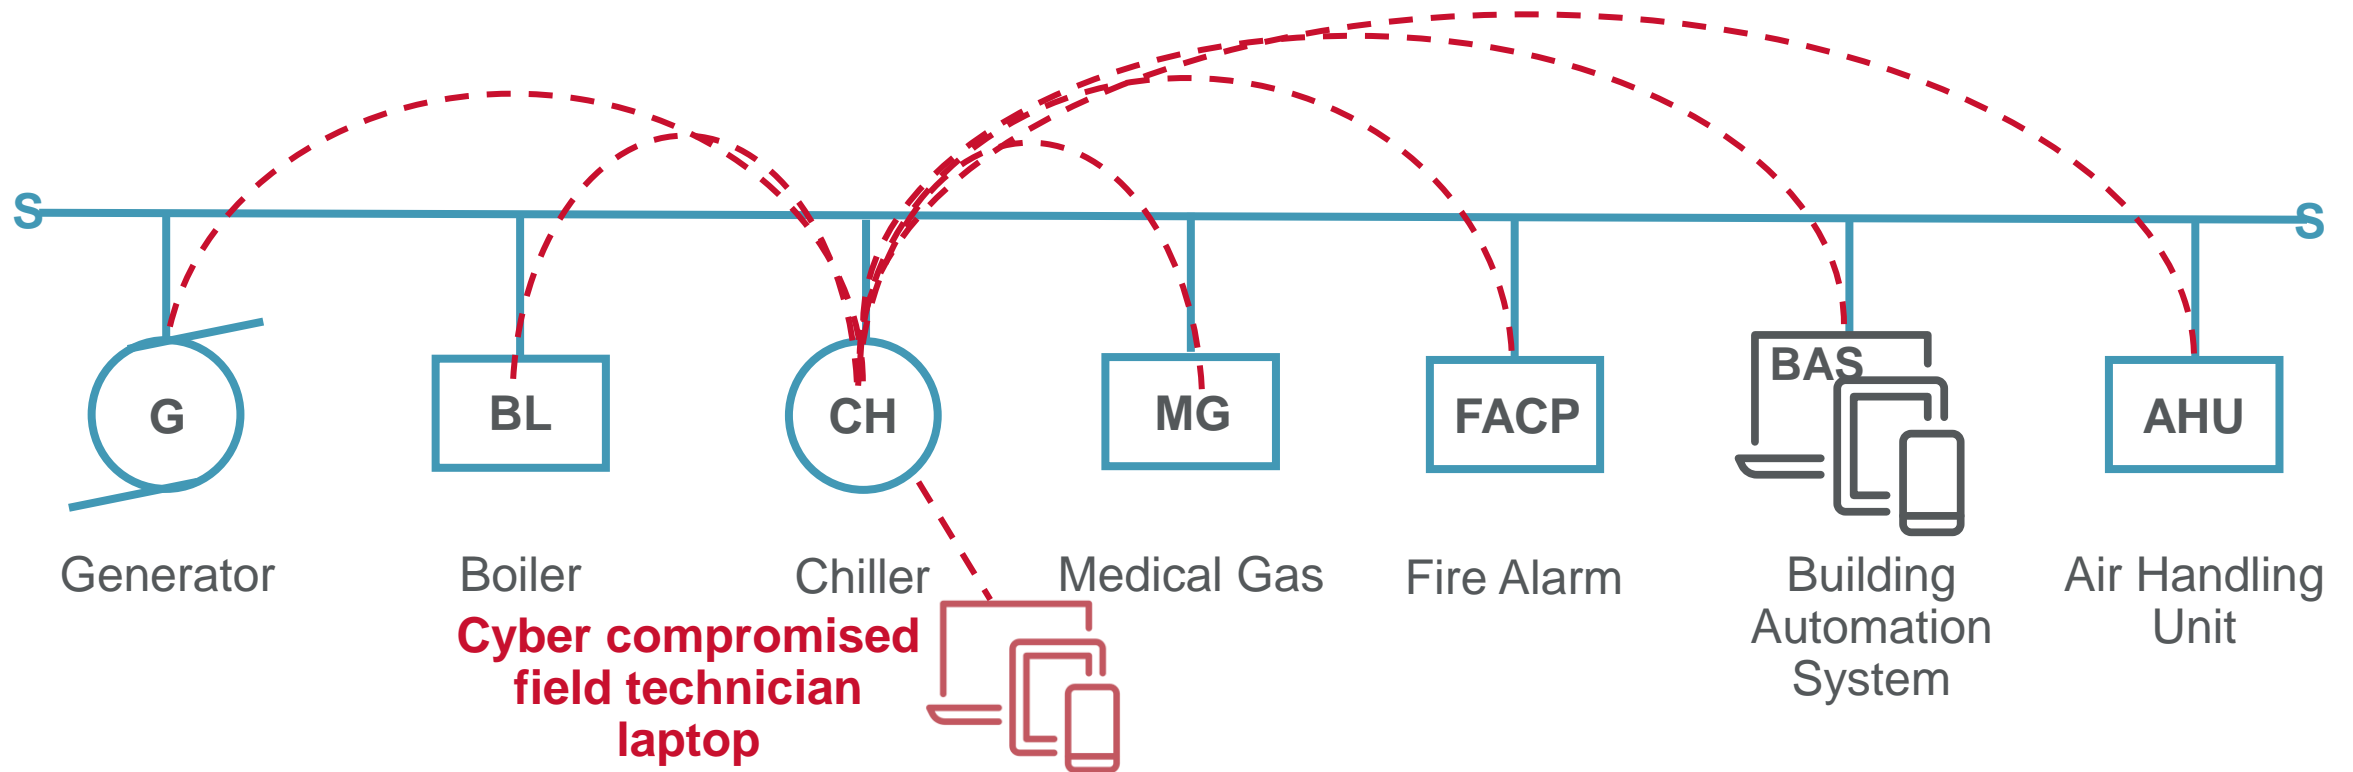 S
S
G
BL
CH
MG
FACP
BAS
AHU
Generator
Boiler
Chiller
Medical Gas
Fire Alarm
Building
Automation
System
Air Handling
Unit
Cyber compromised
field technician
laptop